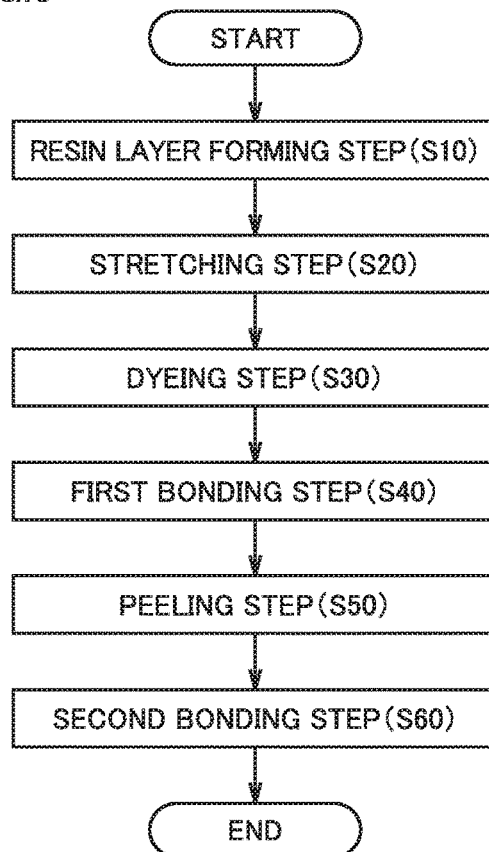 START
RESIN LAYER FORMING STEP(S10)
STRETCHING STEP(S20)
DYEING STEP(S30)
FIRST BONDING STEP(S40)
PEELING STEP(S50)
SECOND BONDING STEP(S60)
END